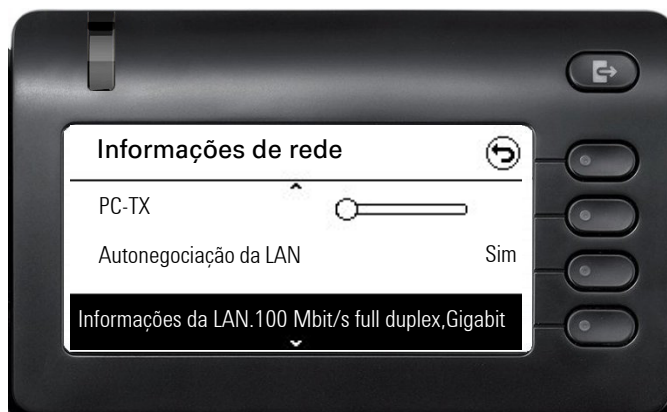 Informações de rede
PC-TX
Autonegociação da LAN Sim
Informações da LAN.100 Mbit/s full duplex,Gigabit